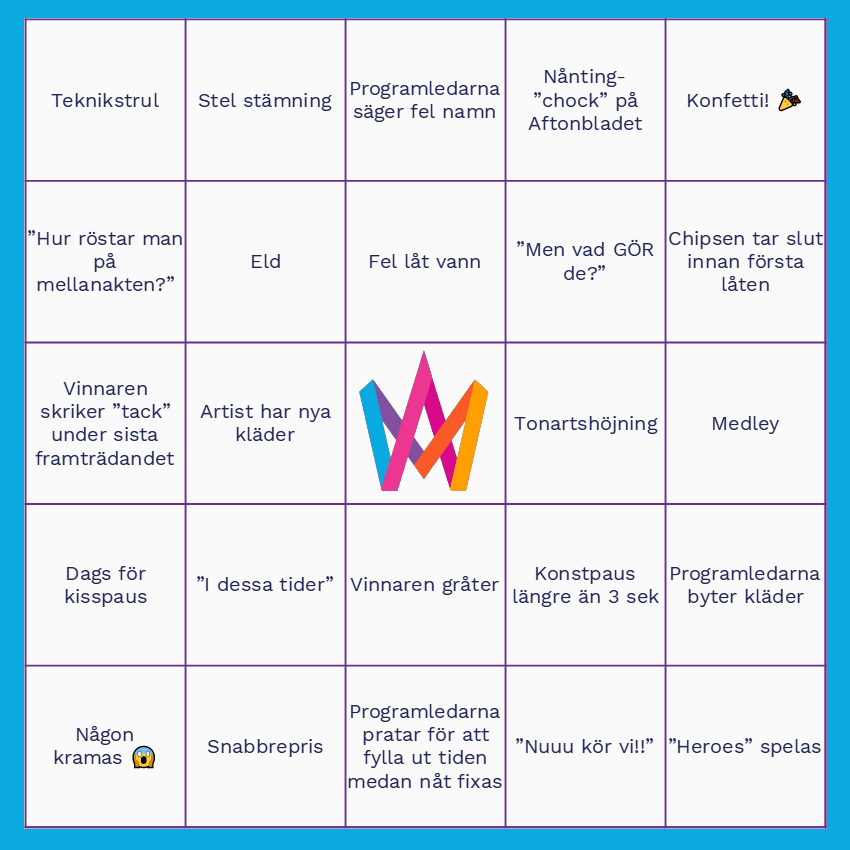 Teknikstrul
Stel stämning
Programledarna
säger fel namn
Nånting-
”chock” på
Aftonbladet
Konfetti! 🎉
”Hur röstar man
på
mellanakten?”
Eld
Fel låt vann
”Men vad GÖR
de?”
Chipsen tar slut
innan första
låten
Vinnaren
skriker ”tack”
under sista
framträdandet
Artist har nya
kläder
Tonartshöjning
Medley
Dags för
kisspaus
”I dessa tider”
Vinnaren gråter
Konstpaus
längre än 3 sek
Programledarna
byter kläder
Någon
kramas 😱
Snabbrepris
Programledarna
pratar för att
fylla ut tiden
medan nåt fixas
”Nuuu kör vi!!”
”Heroes” spelas